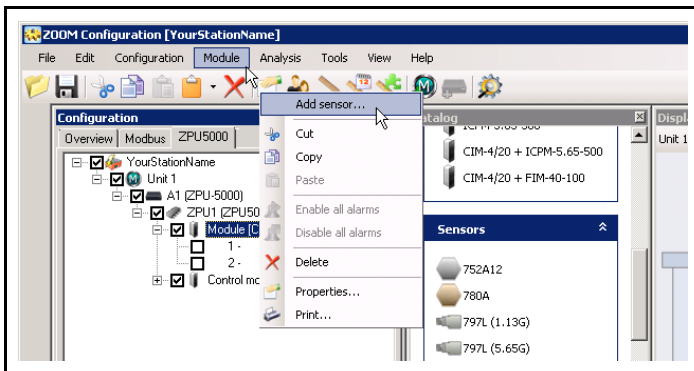 ZOOM Configuration [YourStationName]
File Edit Configuration Module Analysis Tools View Help
Configuration
Overview Modbus ZPU5000
YourStationName
Unit 1
A1 (ZPU-5000)
ZPU1 (ZPU50
Module [C
1 -
2 -
Control mo
Add sensor...
Cut
Copy
Paste
Enable all alarms
Disable all alarms
Delete
Properties...
Print...
atalog
CIM-4/20 + ICPM-5.65-500
CIM-4/20 + FIM-40-100
Sensors
752A12
780A
797L (1.13G)
797L (5.65G)
Displ
Unit 1